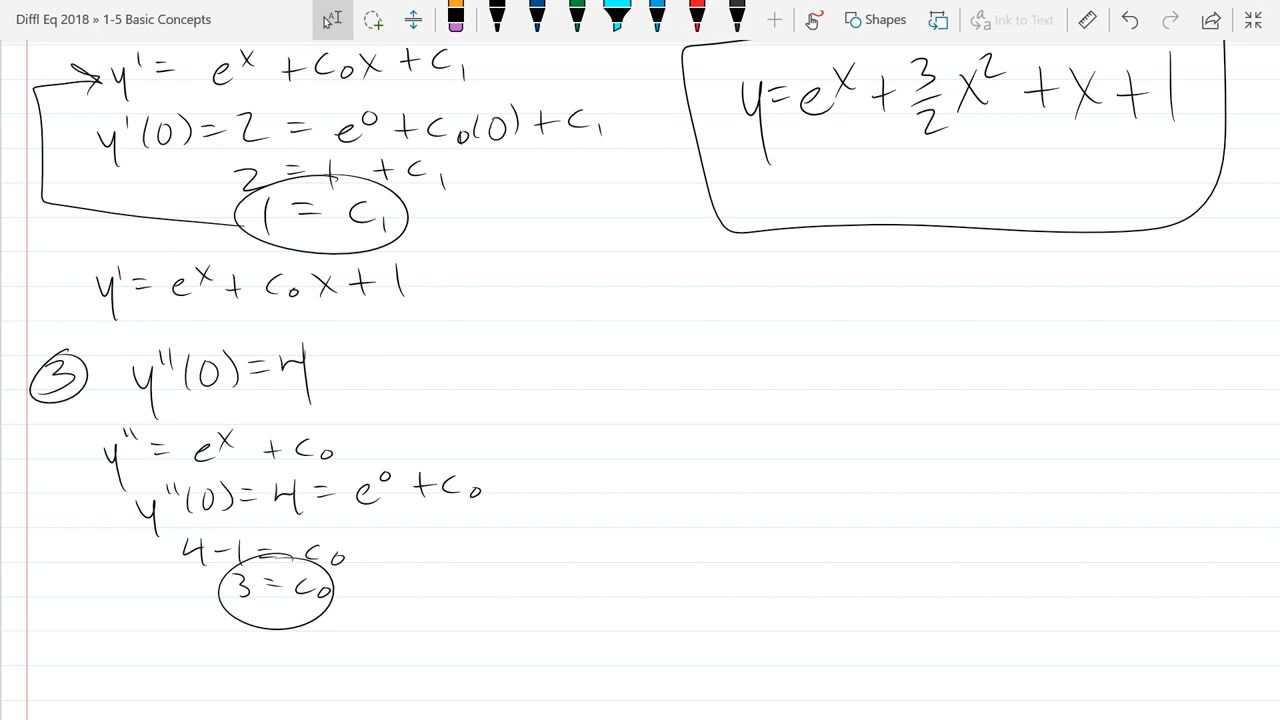 Diffl Eq 2018 » 1-5 Basic Concepts
Shapes
Ink to Text
y' = e^x + c₀x + c₁
y'(0) = 2 = e^0 + c₀(0) + c₁
2 = 1 + c₁
1 = c₁
y' = e^x + c₀x + 1
③ y''(0) = 4
y'' = e^x + c₀
y''(0) = 4 = e^0 + c₀
4 - 1 = c₀
3 = c₀
y = e^x + 3/2 x^2 + x + 1